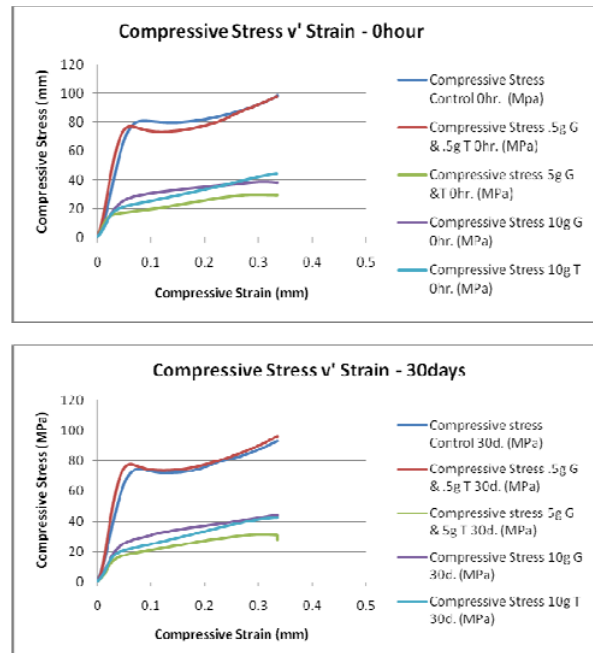 Compressive Stress v' Strain - 0hour
Compressive Stress (mm)
120
100
80
60
40
20
0
0
0.1
0.2
0.3
0.4
0.5
Compressive Strain (mm)
Compressive Stress
Control 0hr. (Mpa)
Compressive Stress .5g G
& .5g T 0hr. (MPa)
Compressive stress 5g G
&T 0hr. (MPa)
Compressive Stress 10g G
0hr. (MPa)
Compressive Stress 10g T
0hr. (MPa)
Compressive Stress v' Strain - 30days
Compressive Stress (MPa)
120
100
80
60
40
20
0
0
0.1
0.2
0.3
0.4
0.5
Compressive Strain (mm)
Compressive stress
Control 30d. (MPa)
Compressive Stress .5g G
& .5g T 30d. (MPa)
Compressive stress 5g G
& 5g T 30d. (MPa)
Compressive Stress 10g G
30d. (MPa)
Compressive Stress 10g T
30d. (MPa)